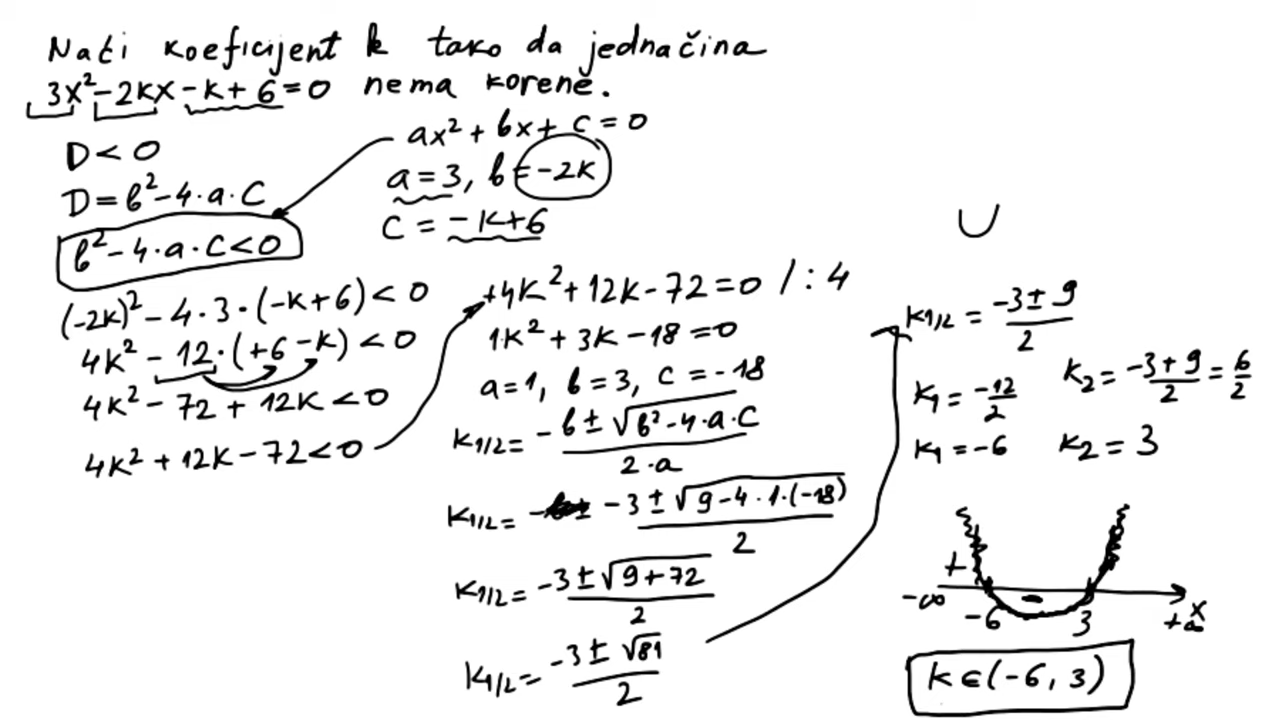 Naći koeficijent k tako da jednačina
3x² - 2kx - k + 6 = 0 nema korene.
D < 0
D = b² - 4·a·c
b² - 4·a·c < 0
ax² + bx + c = 0
a = 3, b = -2k
c = -k+6
(-2k)² - 4·3·(-k+6) < 0
4k² - 12·(+6 - k) < 0
4k² - 72 + 12k < 0
4k² + 12k - 72 < 0
+4k² + 12k - 72 = 0 /:4
1k² + 3k - 18 = 0
a = 1, b = 3, c = -18
k1/2 = -b ± √b² - 4·a·c
2·a
k1/2 = - -3 ± √9 - 4·1·(-18)
2
k1/2 = -3 ± √9 + 72
2
k1/2 = -3 ± √81
2
k1/2 = -3 ± 9
2
k1 = -12
2
k1 = -6
k2 = -3 + 9 = 6
2 2
k2 = 3
+ -
-∞ -6 3 x +∞
k ∈ (-6, 3)